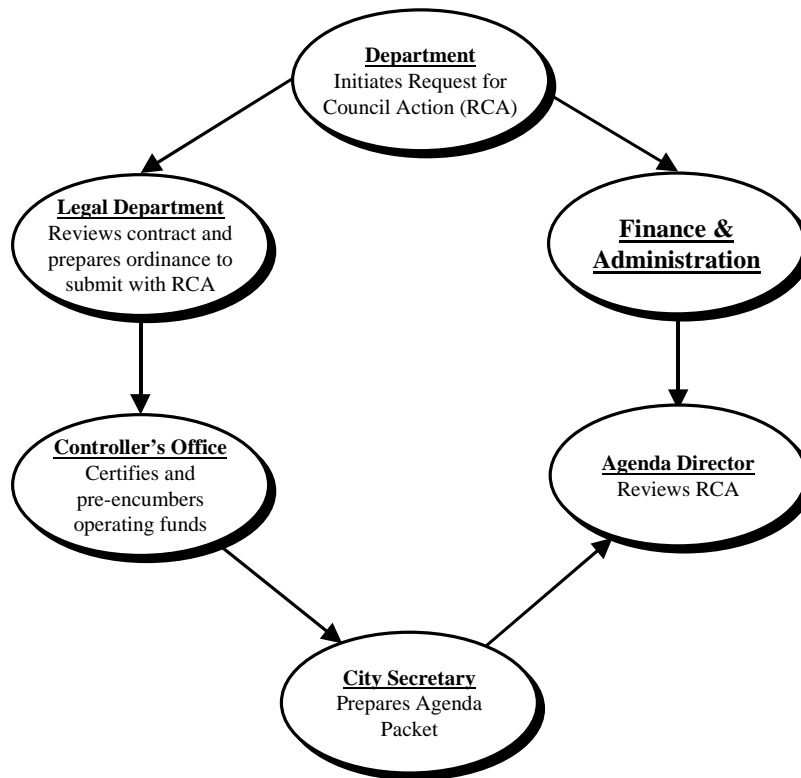 Department
Initiates Request for
Council Action (RCA)
Legal Department
Reviews contract and
prepares ordinance to
submit with RCA
Finance &
Administration
Controller’s Office
Certifies and
pre-encumbers
operating funds
Agenda Director
Reviews RCA
City Secretary
Prepares Agenda
Packet